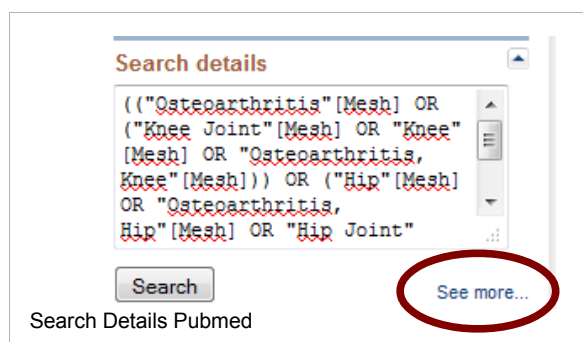 Search details
(("Osteoarthritis"[Mesh] OR
("Knee Joint"[Mesh] OR "Knee"
[Mesh] OR "Osteoarthritis,
Knee"[Mesh])) OR ("Hip"[Mesh]
OR "Osteoarthritis,
Hip"[Mesh] OR "Hip Joint"
Search
See more...
Search Details Pubmed